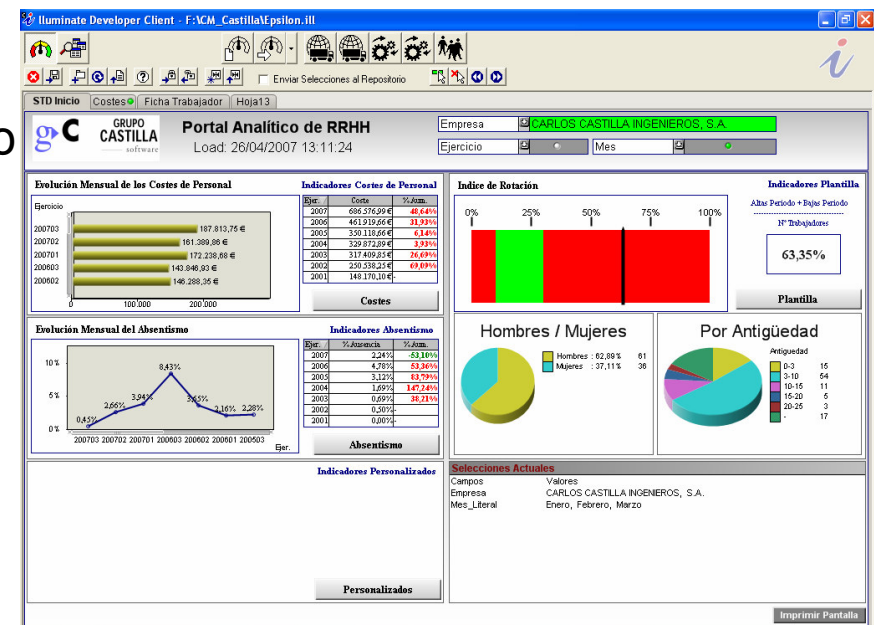 Iluminate Developer Client - F:\CM_Castilla\Epsilon.ill
Enviar Selecciones al Repositorio
STD Inicio Costes Ficha Trabajador Hoja13
o
g C GRUPO CASTILLA software
Portal Analítico de RRHH
Load: 26/04/2007 13:11:24
Empresa CARLOS CASTILLA INGENIEROS, S.A.
Ejercicio Mes
Evolución Mensual de los Costes de Personal
Ejercicio
200703 187.813,75 €
200702 161.389,86 €
200701 172.238,68 €
200603 143.846,93 €
200602 146.288,35 €
0 100.000 200.000
Indicadores Costes de Personal
Ejer. Coste % Aum.
2007 686.576,99 € 48,64%
2006 461.919,66 € 31,93%
2005 350.118,66 € 6,14%
2004 329.872,89 € 3,93%
2003 317.409,85 € 26,69%
2002 250.538,25 € 69,09%
2001 148.170,10 € -
Costes
Indice de Rotación
0% 25% 50% 75% 100%
Indicadores Plantilla
Altas Periodo + Bajas Periodo
Nº Trabajadores
63,35%
Plantilla
Evolución Mensual del Absentismo
10 %
5 %
0 %
0,45% 2,66% 3,94% 8,43% 3,65% 2,16% 2,28%
200703 200702 200701 200603 200602 200601 200503
Ejer.
Indicadores Absentismo
Ejer. % Ausencia % Aum.
2007 2,24% -53,10%
2006 4,78% 53,36%
2005 3,12% 83,79%
2004 1,69% 147,24%
2003 0,69% 38,21%
2002 0,50% -
2001 0,00% -
Absentismo
Hombres / Mujeres
Hombres : 62,89% 61
Mujeres : 37,11% 36
Por Antigüedad
Antiguedad
0-3 15
3-10 54
10-15 11
15-20 5
20-25 3
- 17
Indicadores Personalizados
Personalizados
Selecciones Actuales
Campos Valores
Empresa CARLOS CASTILLA INGENIEROS, S.A.
Mes_Literal Enero, Febrero, Marzo
Imprimir Pantalla